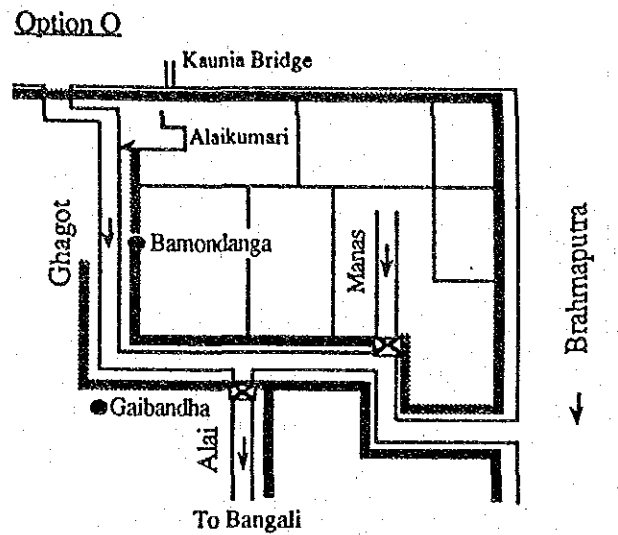 Option O
Kaunia Bridge
Alaikumari
Ghagot
Bamondanga
Manas
Brahmaputra
Gaibandha
Alai
To Bangali